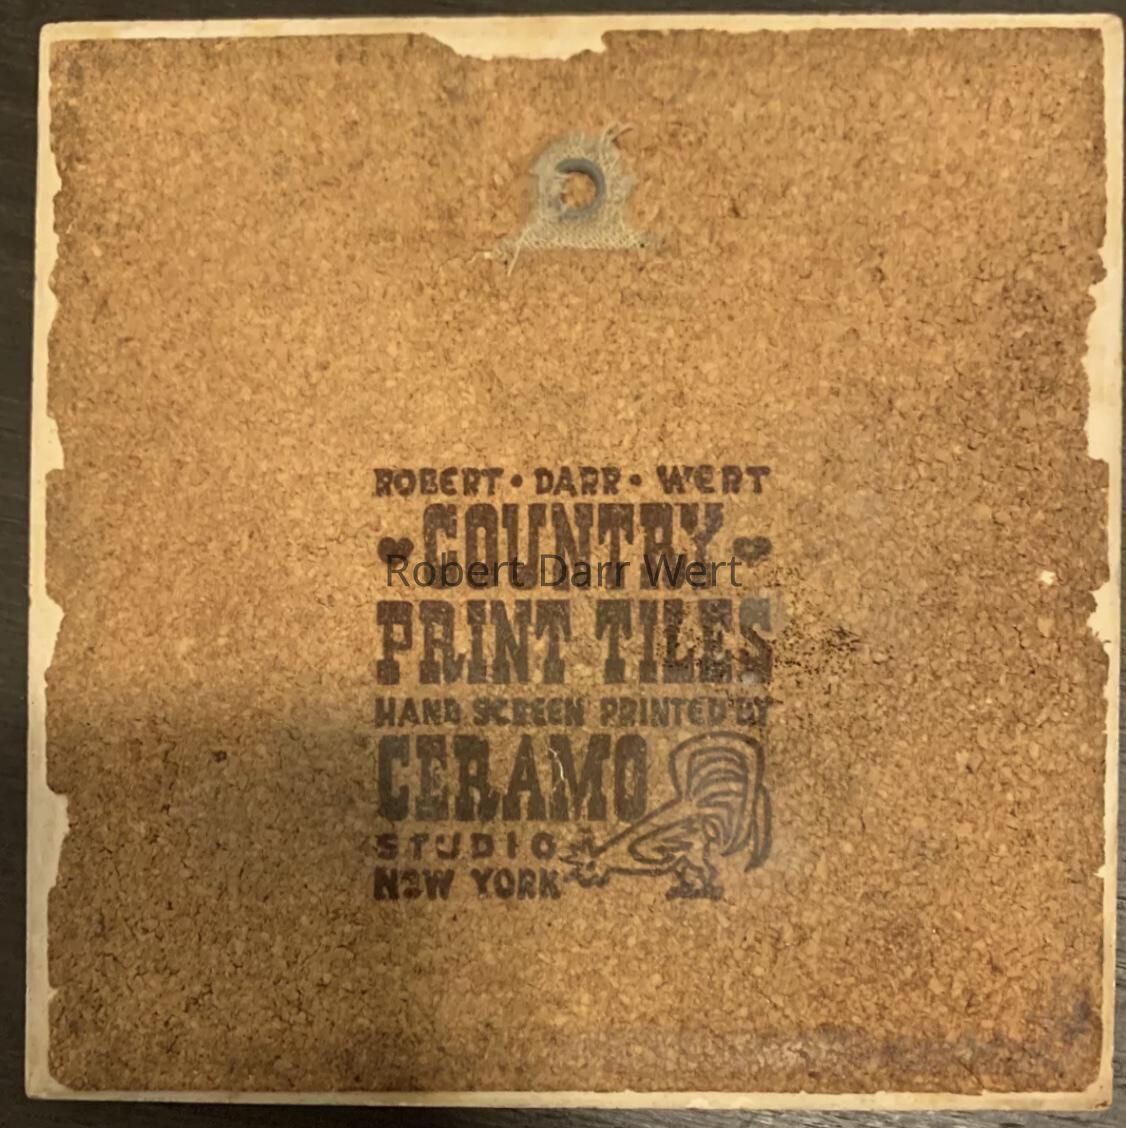 ROBERT • DARR • WERT
♥ COUNTRY ♥
Robert Darr Wert
PRINT TILES
HAND SCREEN PRINTED BY
CERAMO
STUDIO
NEW YORK